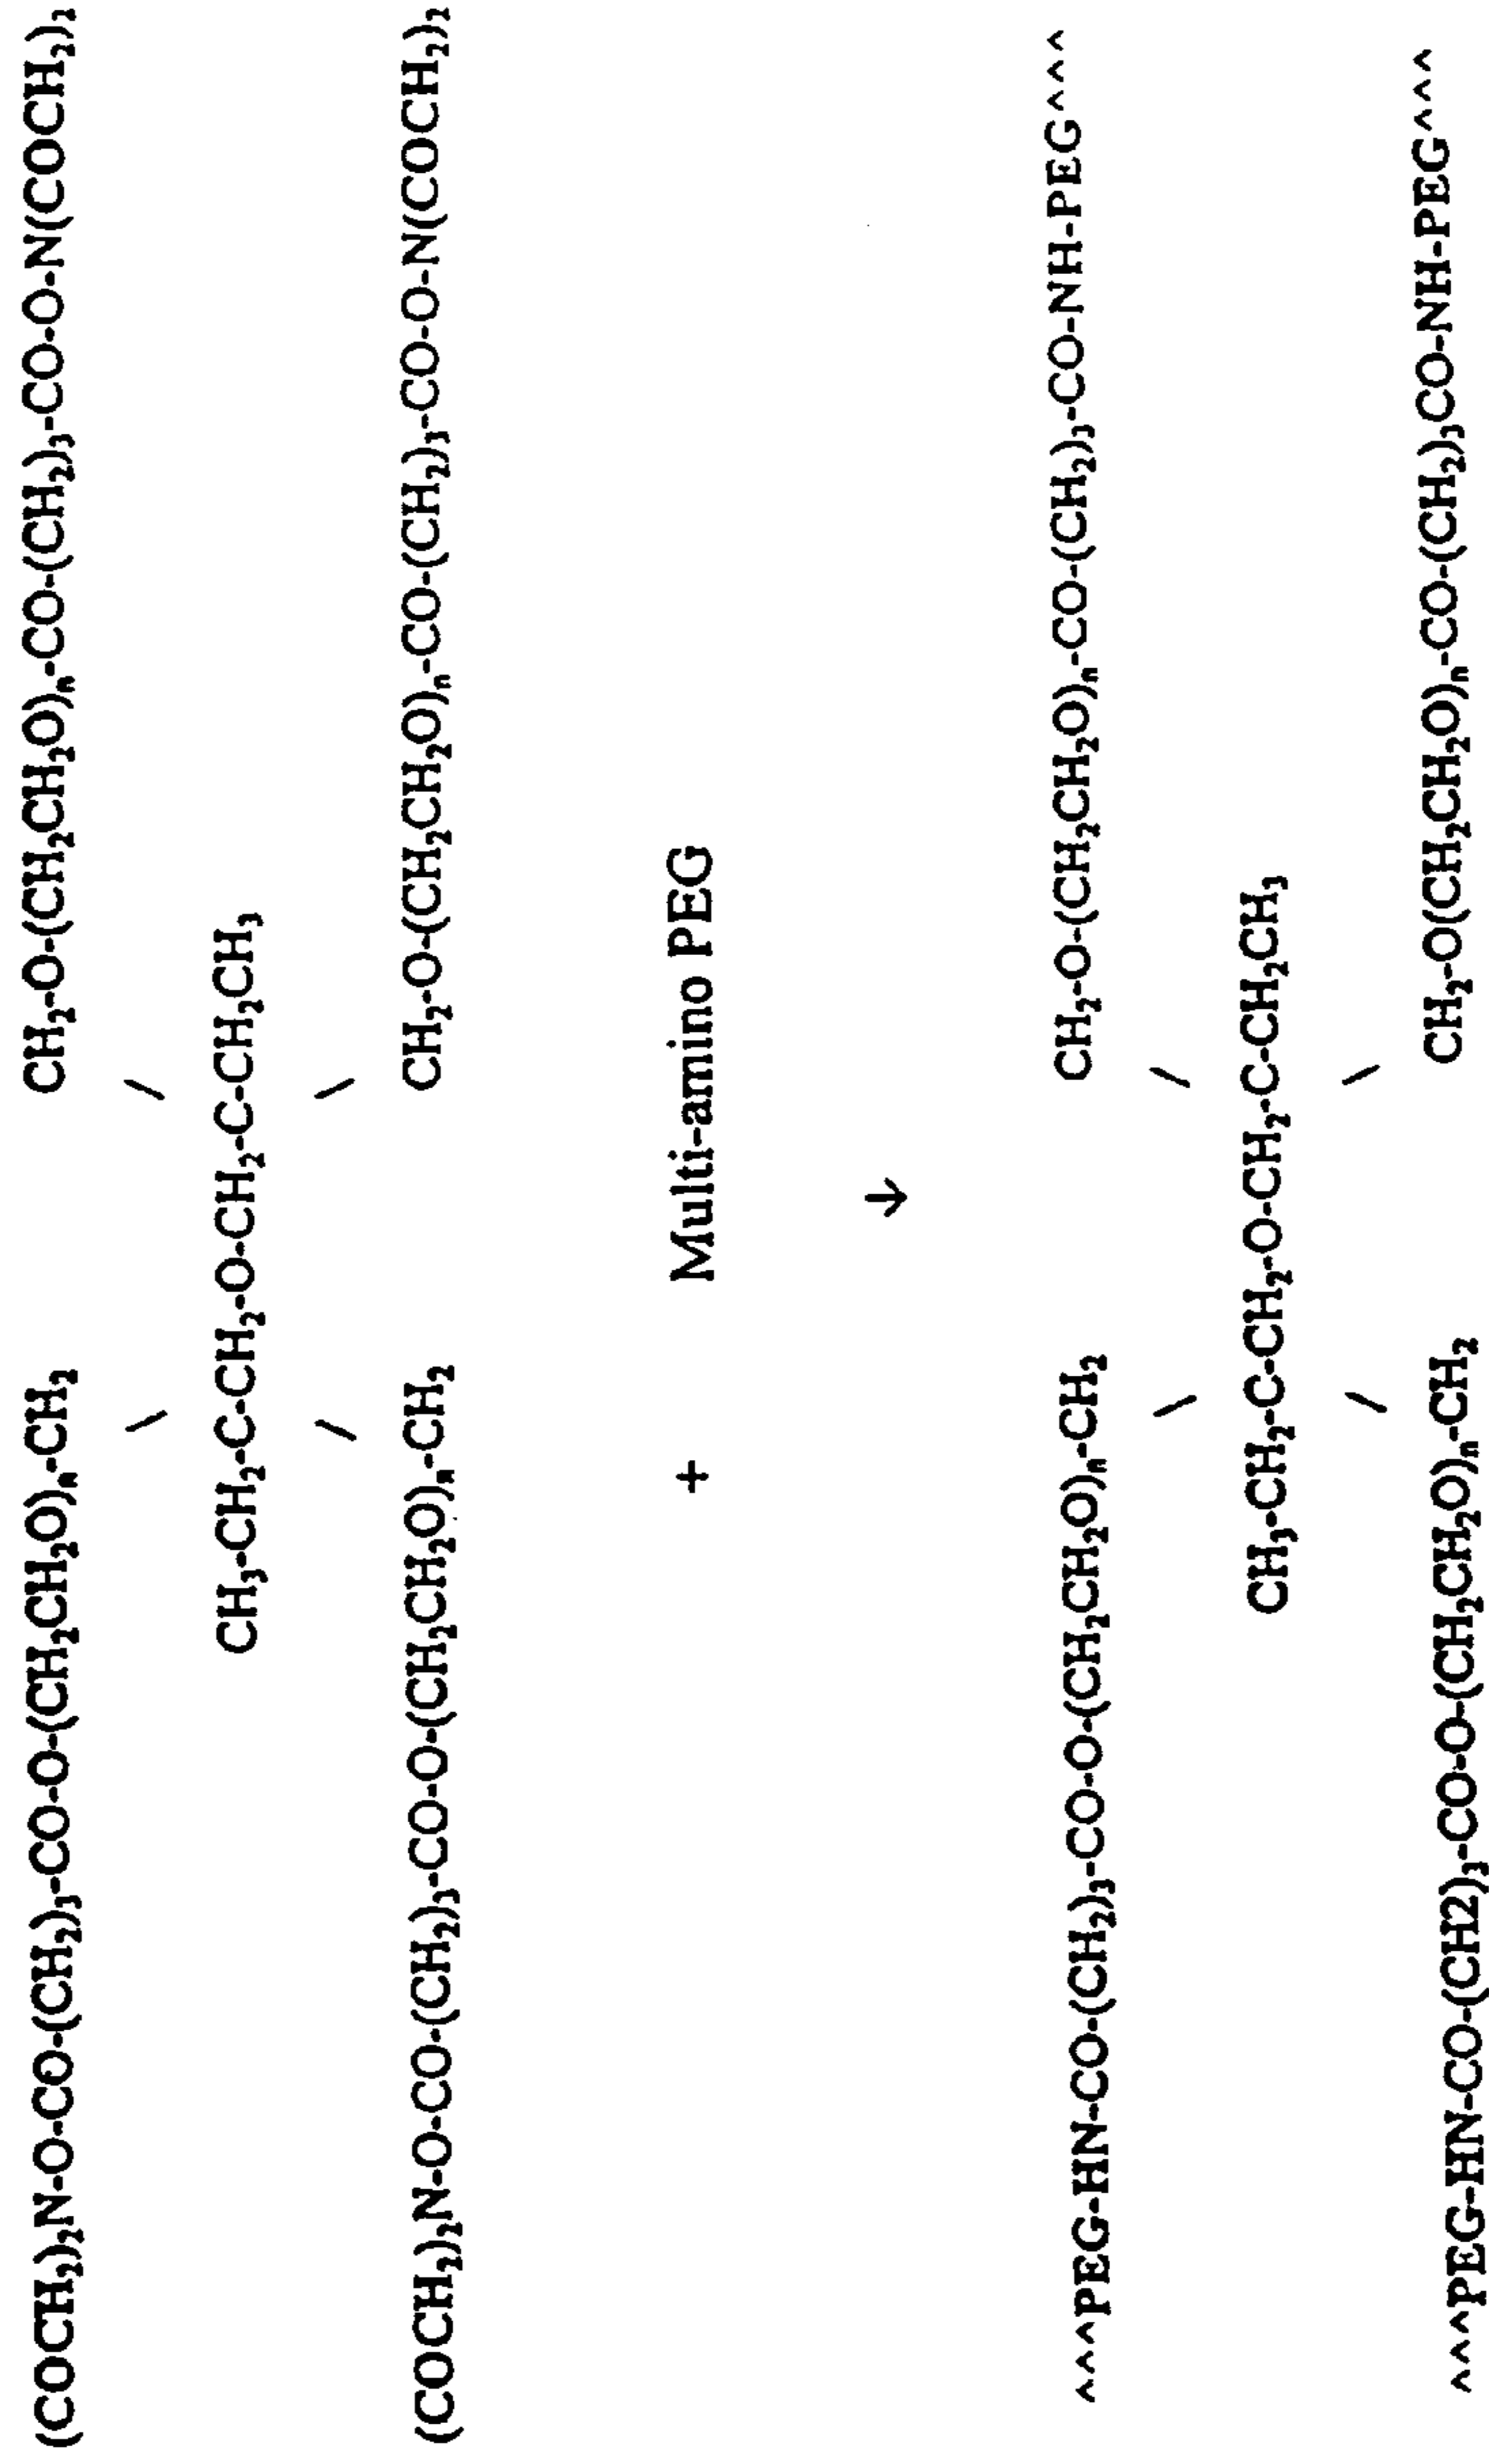 (COCH₂)₂N-O-CO-(CH₂)₃-CO-O-(CH₂CH₂O)ₙ-CH₂ CH₂-O-(CH₂CH₂O)ₙ-CO-(CH₂)₃-CO-O-N(COCH₂)₂
\ /
CH₃-CH₂-C-CH₂-O-CH₂-C-CH₂CH₃
/ \
(COCH₂)₂N-O-CO-(CH₂)₃-CO-O-(CH₂CH₂O)ₙ-CH₂ CH₂-O-(CH₂CH₂O)ₙ-CO-(CH₂)₃-CO-O-N(COCH₂)₂
+ Multi-amino PEG
↓
^^^PEG-HN-CO-(CH₂)₃-CO-O-(CH₂CH₂O)ₙ-CH₂ CH₂-O-(CH₂CH₂O)ₙ-CO-(CH₂)₃-CO-NH-PEG^^^
\ /
CH₃-CH₂-C-CH₂-O-CH₂-C-CH₂CH₃
/ \
^^^PEG-HN-CO-(CH2)₃-CO-O-(CH₂CH₂O)ₙ-CH₂ CH₂-O(CH₂CH₂O)ₙ-CO-(CH₂)₃CO-NH-PEG^^^